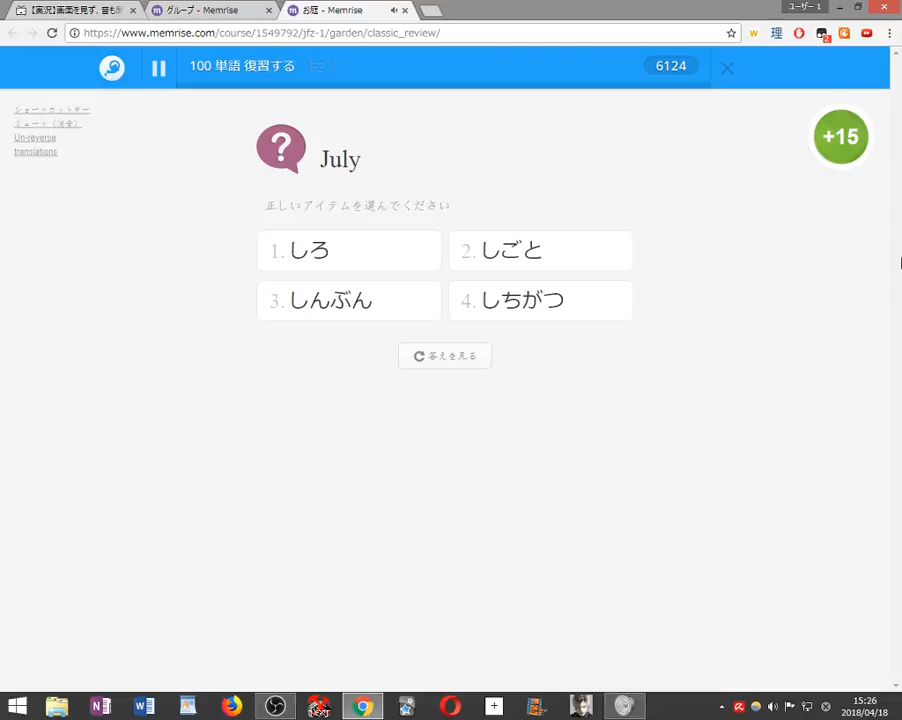 【実況】画面を見ず、音も
グループ - Memrise
お庭 - Memrise
ユーザー 1
https://www.memrise.com/course/1549792/jfz-1/garden/classic_review/
100 単語 復習する
JFZ 1
6124
ショートカットキー
ミュート (消音)
Un-reverse
translations
+15
? July
正しいアイテムを選んでください
1. しろ
2. しごと
3. しんぶん
4. しちがつ
答えを見る
15:26
2018/04/18